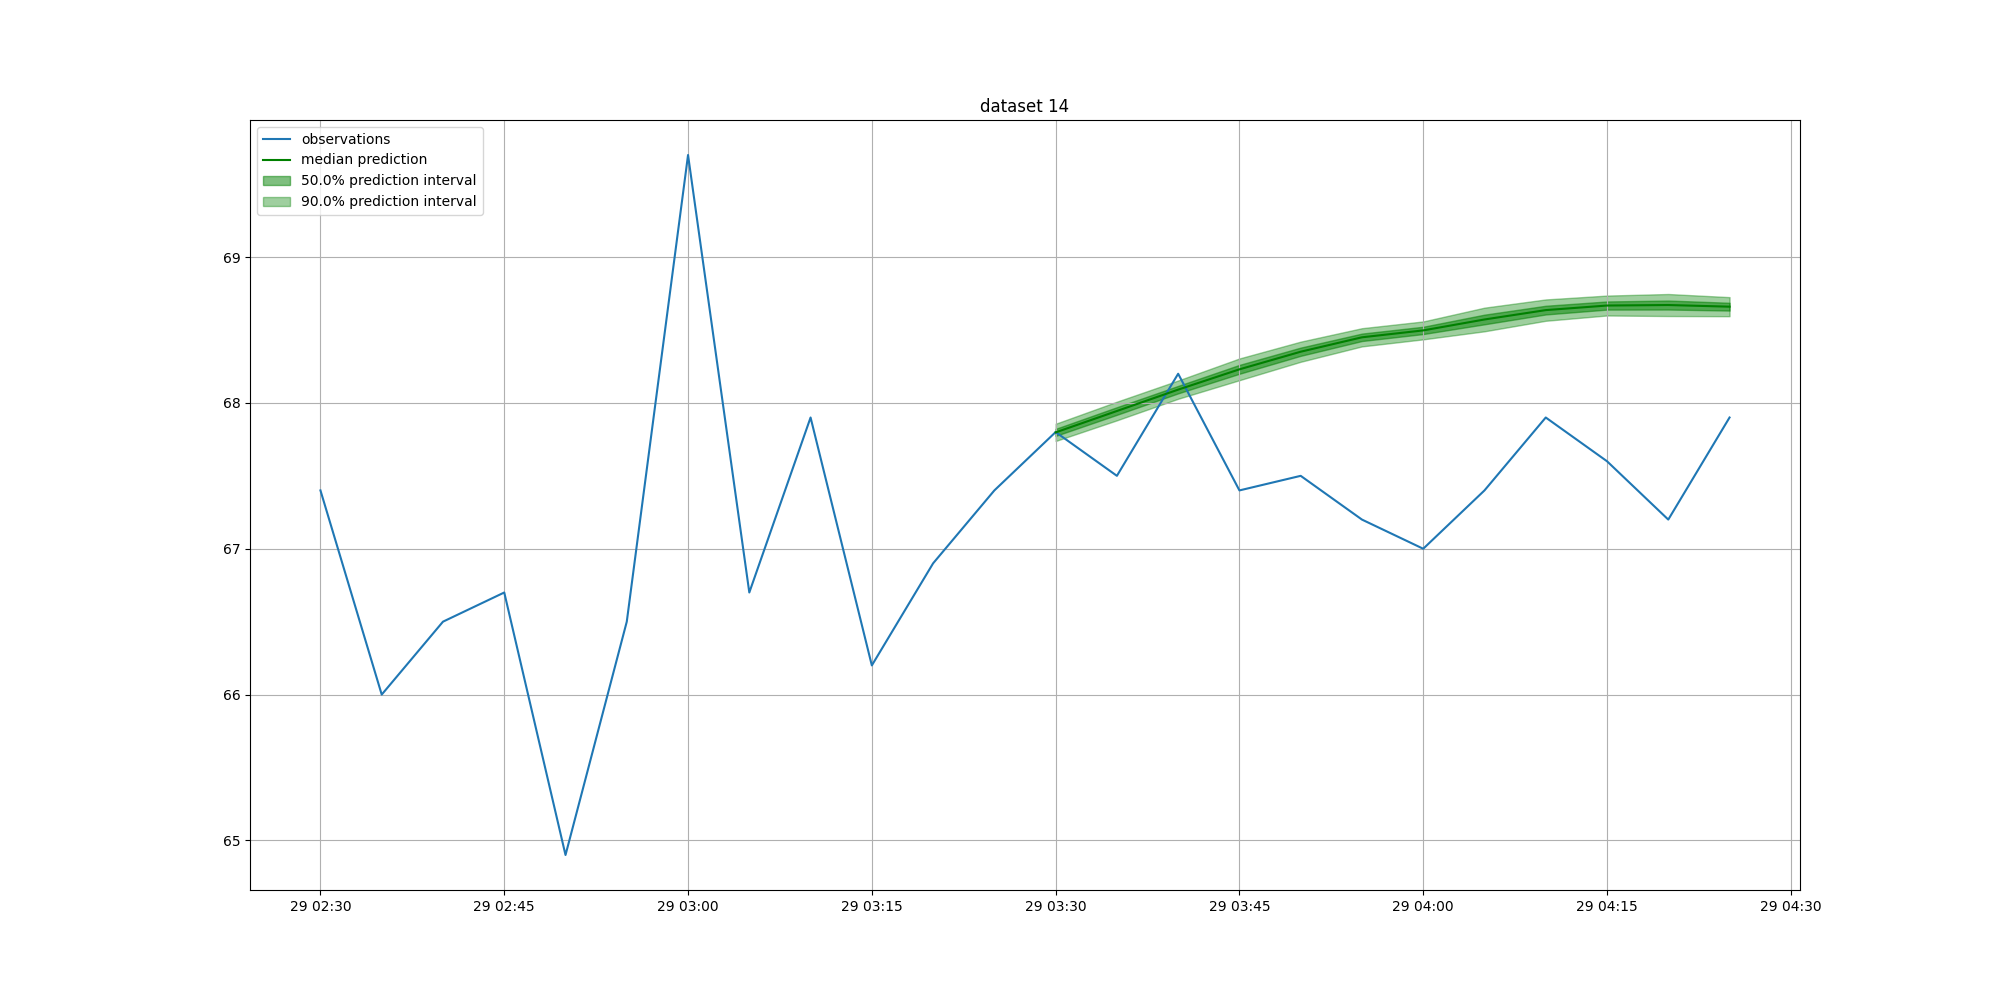 dataset 14
observations
median prediction
50.0% prediction interval
90.0% prediction interval
69
68
67
66
65
29 02:30 29 02:45 29 03:00 29 03:15 29 03:30 29 03:45 29 04:00 29 04:15 29 04:30